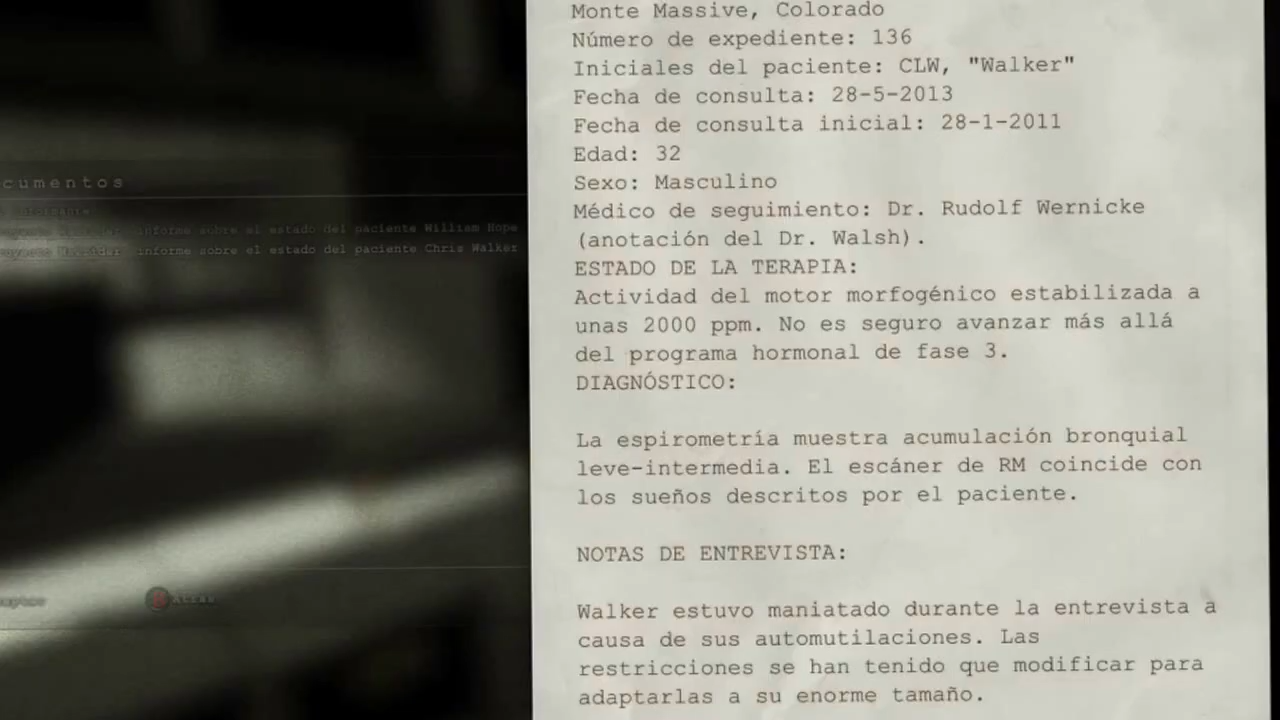 cumentos
informe sobre el estado del paciente William Hope
informe sobre el estado del paciente Chris Walker
Atrás
Monte Massive, Colorado
Número de expediente: 136
Iniciales del paciente: CLW, "Walker"
Fecha de consulta: 28-5-2013
Fecha de consulta inicial: 28-1-2011
Edad: 32
Sexo: Masculino
Médico de seguimiento: Dr. Rudolf Wernicke
(anotación del Dr. Walsh).
ESTADO DE LA TERAPIA:
Actividad del motor morfogénico estabilizada a
unas 2000 ppm. No es seguro avanzar más allá
del programa hormonal de fase 3.
DIAGNÓSTICO:
La espirometría muestra acumulación bronquial
leve-intermedia. El escáner de RM coincide con
los sueños descritos por el paciente.
NOTAS DE ENTREVISTA:
Walker estuvo maniatado durante la entrevista a
causa de sus automutilaciones. Las
restricciones se han tenido que modificar para
adaptarlas a su enorme tamaño.